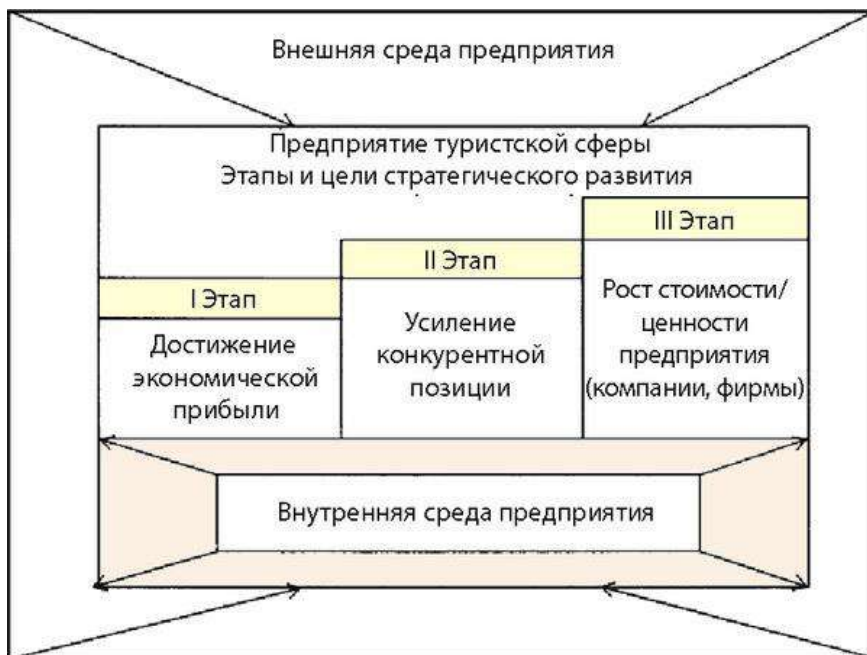 Внешняя среда предприятия
Предприятие туристской сферы
Этапы и цели стратегического развития
I Этап
Достижение
экономической
прибыли
II Этап
Усиление
конкурентной
позиции
III Этап
Рост стоимости/
ценности
предприятия
(компании, фирмы)
Внутренняя среда предприятия